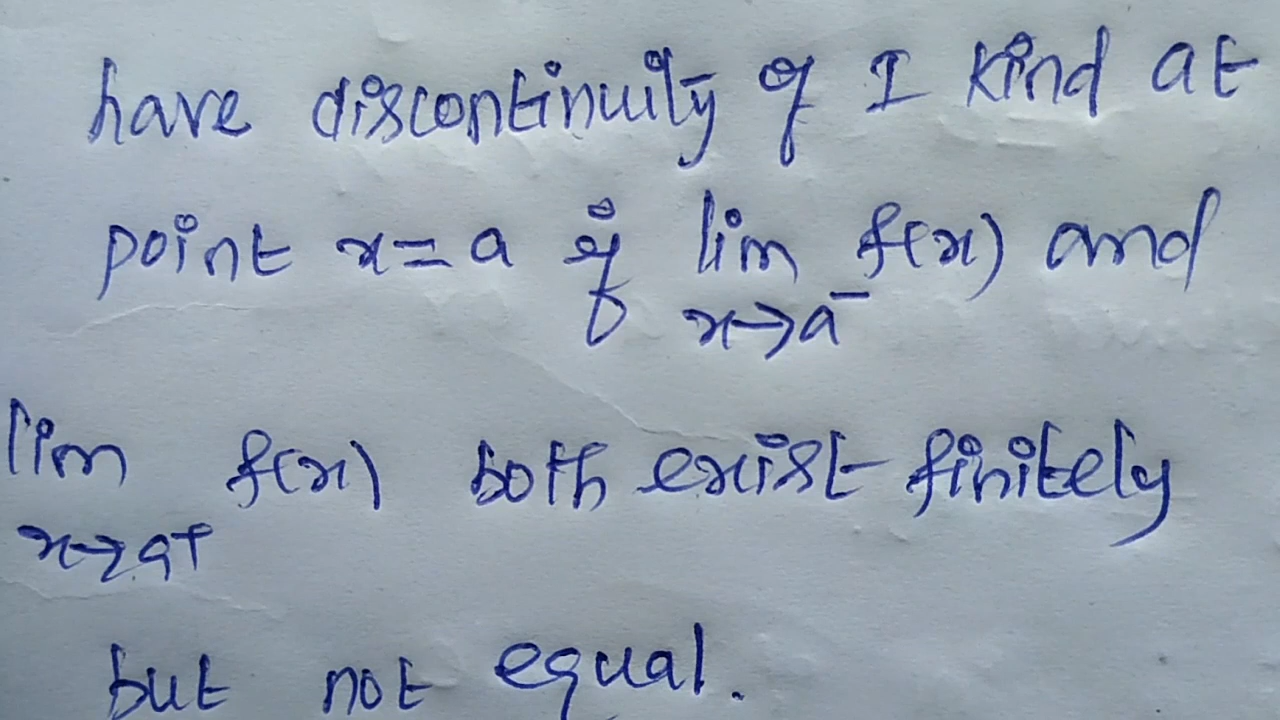 have discontinuity of I kind at
point x = a if lim f(x) and
x→a⁻
lim f(x) both exist finitely
x→a+
but not equal.